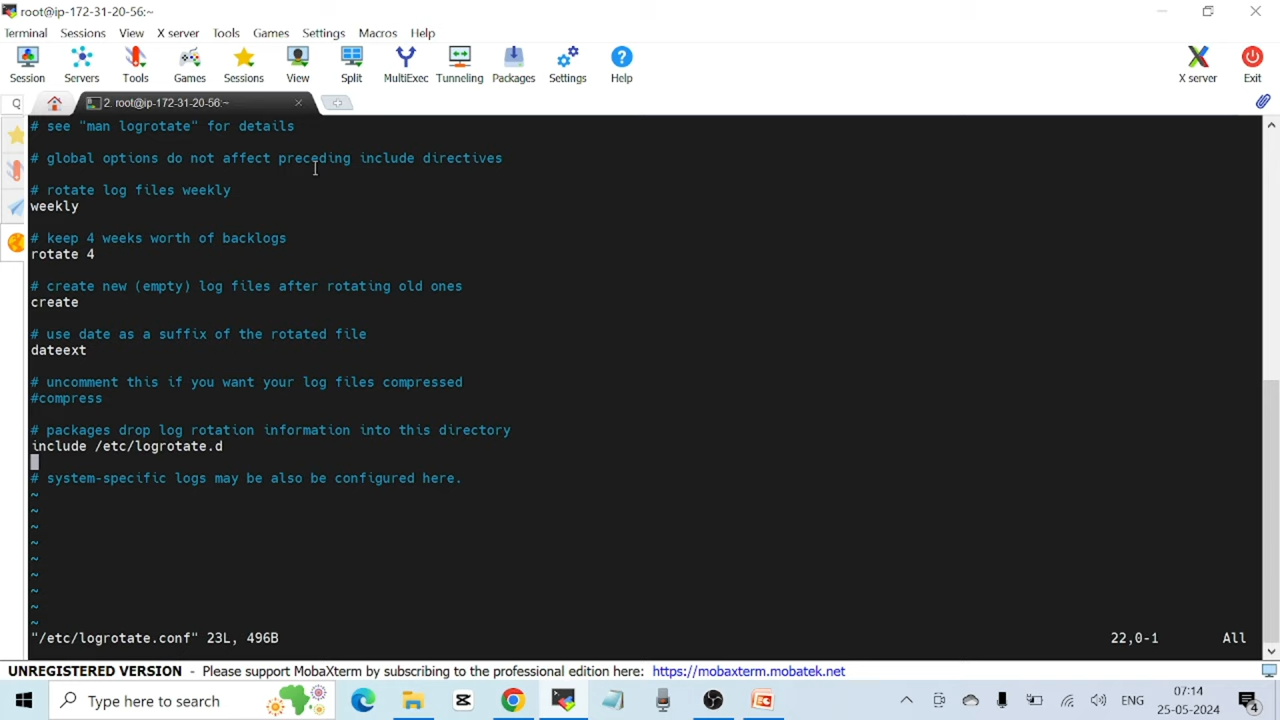 root@ip-172-31-20-56:~
Terminal Sessions View X server Tools Games Settings Macros Help
Session Servers Tools Games Sessions View Split MultiExec Tunneling Packages Settings Help X server Exit
2. root@ip-172-31-20-56:~
# see "man logrotate" for details
# global options do not affect preceding include directives
# rotate log files weekly
weekly
# keep 4 weeks worth of backlogs
rotate 4
# create new (empty) log files after rotating old ones
create
# use date as a suffix of the rotated file
dateext
# uncomment this if you want your log files compressed
#compress
# packages drop log rotation information into this directory
include /etc/logrotate.d
# system-specific logs may be also be configured here.
~
~
~
~
~
~
~
~
~
"/etc/logrotate.conf" 23L, 496B 22,0-1 All
UNREGISTERED VERSION - Please support MobaXterm by subscribing to the professional edition here: https://mobaxterm.mobatek.net
Type here to search ENG 07:14
25-05-2024 4